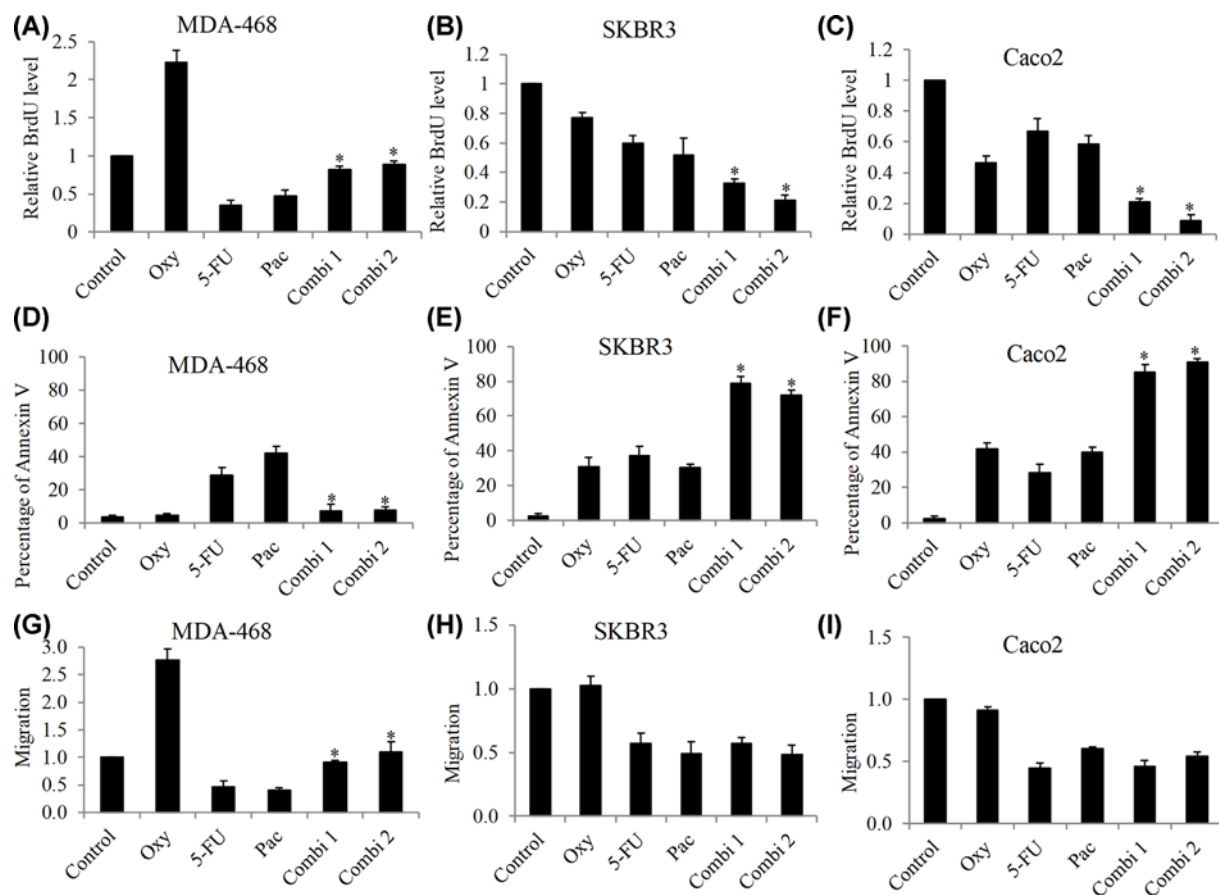 (A) MDA-468
Relative BrdU level
2.5
2
1.5
1
0.5
0
Control Oxy 5-FU Pac Combi 1 Combi 2
* *
(B) SKBR3
Relative BrdU level
1.2
1
0.8
0.6
0.4
0.2
0
Control Oxy 5-FU Pac Combi 1 Combi 2
* *
(C) Caco2
Relative BrdU level
1.2
1
0.8
0.6
0.4
0.2
0
Control Oxy 5-FU Pac Combi 1 Combi 2
* *
(D) MDA-468
Percentage of Annexin V
100
80
60
40
20
0
Control Oxy 5-FU Pac Combi 1 Combi 2
* *
(E) SKBR3
Percentage of Annexin V
100
80
60
40
20
0
Control Oxy 5-FU Pac Combi 1 Combi 2
* *
(F) Caco2
Percentage of Annexin V
100
80
60
40
20
0
Control Oxy 5-FU Pac Combi 1 Combi 2
* *
(G) MDA-468
Migration
3.0
2.5
2.0
1.5
1.0
0.5
0.0
Control Oxy 5-FU Pac Combi 1 Combi 2
* *
(H) SKBR3
Migration
1.5
1.0
0.5
0.0
Control Oxy 5-FU Pac Combi 1 Combi 2
(I) Caco2
Migration
1.5
1.0
0.5
0.0
Control Oxy 5-FU Pac Combi 1 Combi 2